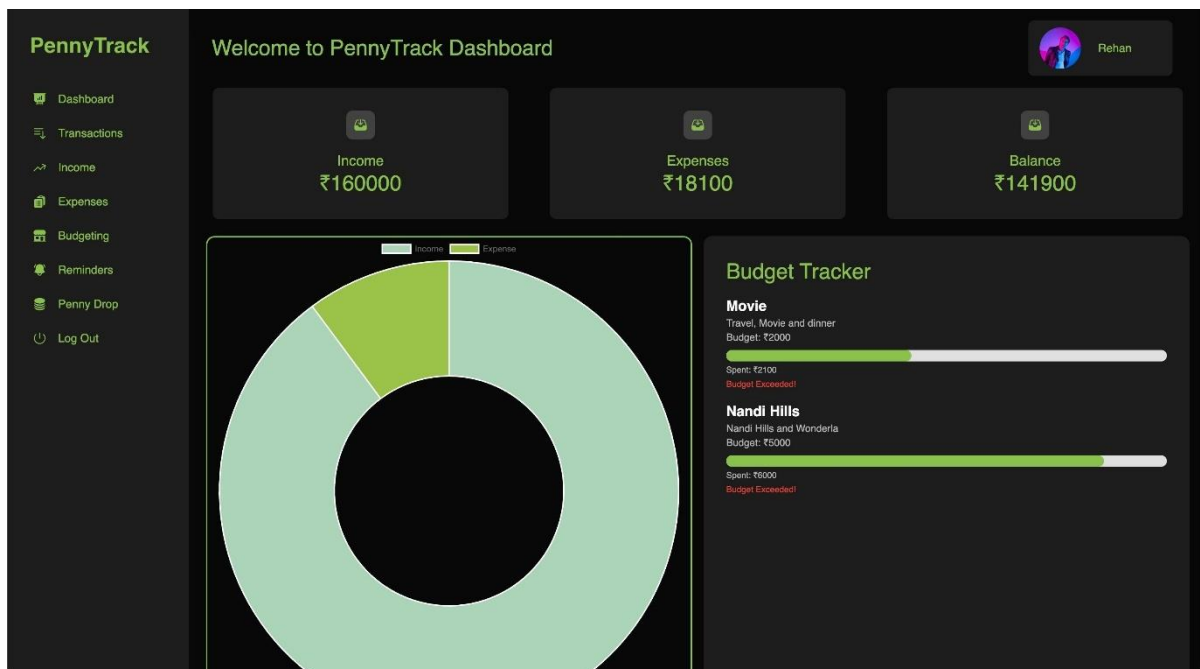 PennyTrack
Dashboard
Transactions
Income
Expenses
Budgeting
Reminders
Penny Drop
Log Out
Welcome to PennyTrack Dashboard
Rehan
Income
₹160000
Expenses
₹18100
Balance
₹141900
Income Expense
Budget Tracker
Movie
Travel, Movie and dinner
Budget: ₹2000
Spent: ₹2100
Budget Exceeded!
Nandi Hills
Nandi Hills and Wonderla
Budget: ₹5000
Spent: ₹6000
Budget Exceeded!